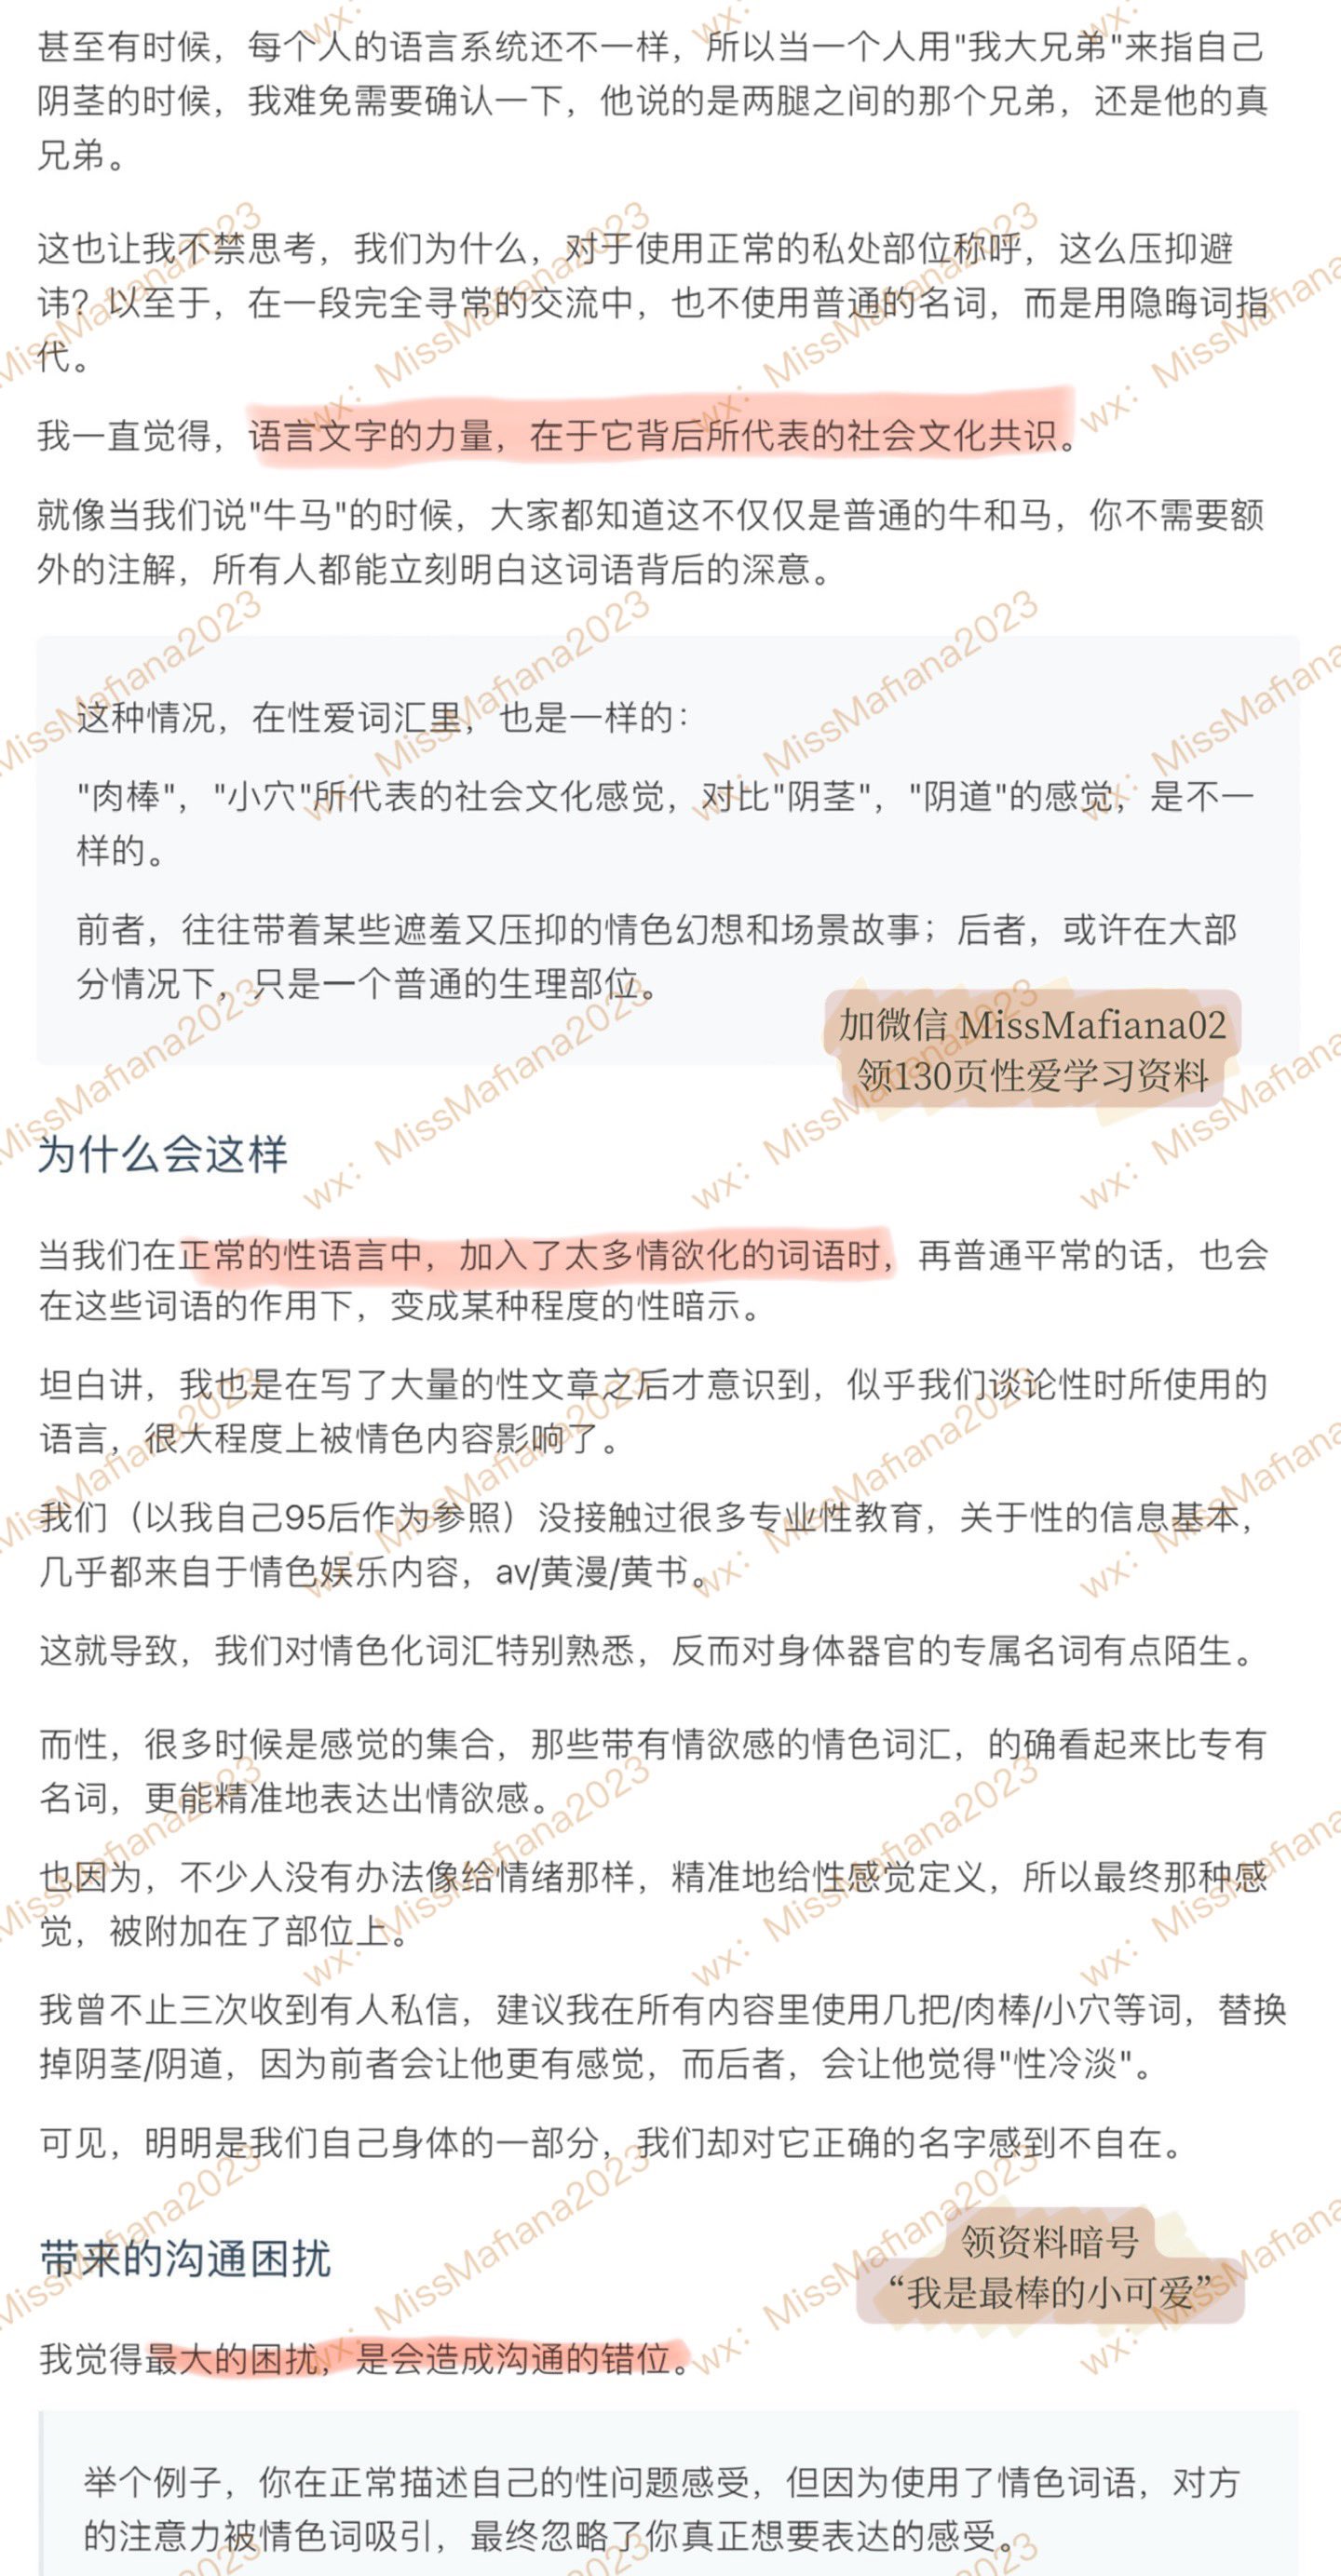 甚至有时候，每个人的语言系统还不一样，所以当一个人用"我大兄弟"来指自己
阴茎的时候，我难免需要确认一下，他说的是两腿之间的那个兄弟，还是他的真
兄弟。
这也让我不禁思考，我们为什么，对于使用正常的私处部位称呼，这么压抑避
讳？以至于，在一段完全寻常的交流中，也不使用普通的名词，而是用隐晦词指
代。
我一直觉得，语言文字的力量，在于它背后所代表的社会文化共识。
就像当我们说"牛马"的时候，大家都知道这不仅仅是普通的牛和马，你不需要额
外的注解，所有人都能立刻明白这词语背后的深意。
这种情况，在性爱词汇里，也是一样的：
"肉棒"，"小穴"所代表的社会文化感觉，对比"阴茎"，"阴道"的感觉，是不一
样的。
前者，往往带着某些遮羞又压抑的情色幻想和场景故事；后者，或许在大部
分情况下，只是一个普通的生理部位。
加微信 MissMafiana02
领130页性爱学习资料
为什么会这样
当我们在正常的性语言中，加入了太多情欲化的词语时，再普通平常的话，也会
在这些词语的作用下，变成某种程度的性暗示。
坦白讲，我也是在写了大量的性文章之后才意识到，似乎我们谈论性时所使用的
语言，很大程度上被情色内容影响了。
我们（以我自己95后作为参照）没接触过很多专业性教育，关于性的信息基本，
几乎都来自于情色娱乐内容，av/黄漫/黄书。
这就导致，我们对情色化词汇特别熟悉，反而对身体器官的专属名词有点陌生。
而性，很多时候是感觉的集合，那些带有情欲感的情色词汇，的确看起来比专有
名词，更能精准地表达出情欲感。
也因为，不少人没有办法像给情绪那样，精准地给性感觉定义，所以最终那种感
觉，被附加在了部位上。
我曾不止三次收到有人私信，建议我在所有内容里使用几把/肉棒/小穴等词，替换
掉阴茎/阴道，因为前者会让他更有感觉，而后者，会让他觉得"性冷淡"。
可见，明明是我们自己身体的一部分，我们却对它正确的名字感到不自在。
领资料暗号
“我是最棒的小可爱”
带来的沟通困扰
我觉得最大的困扰，是会造成沟通的错位。
举个例子，你在正常描述自己的性问题感受，但因为使用了情色词语，对方
的注意力被情色词吸引，最终忽略了你真正想要表达的感受。
wx：MissMafiana2023